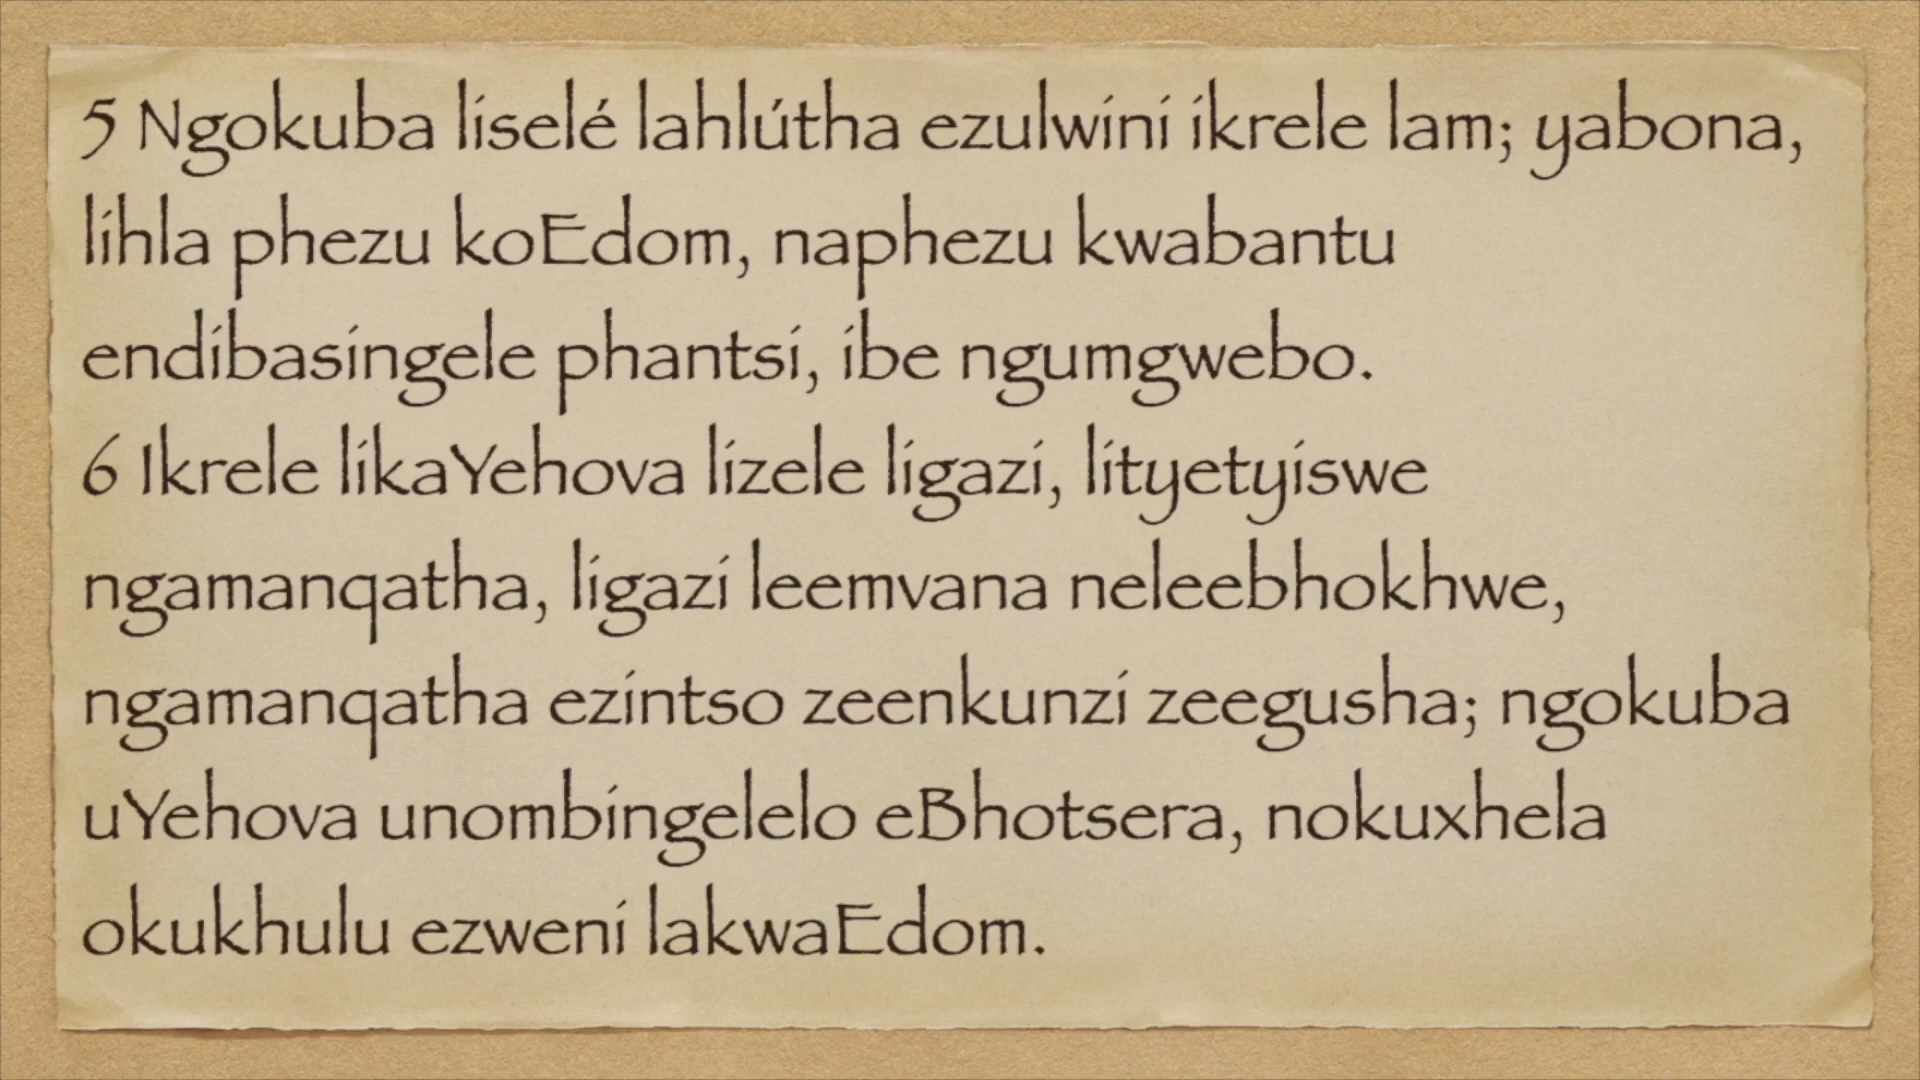 5 Ngokuba liselé lahlútha ezulwini ikrele lam; yabona,
lihla phezu koEdom, naphezu kwabantu
endibasingele phantsi, ibe ngumgwebo.
6 Ikrele likaYehova lizele ligazi, lityetyiswe
ngamanqatha, ligazi leemvana neleebhokhwe,
ngamanqatha ezintso zeenkunzi zeegusha; ngokuba
uYehova unombingelelo eBhotsera, nokuxhela
okukhulu ezweni lakwaEdom.